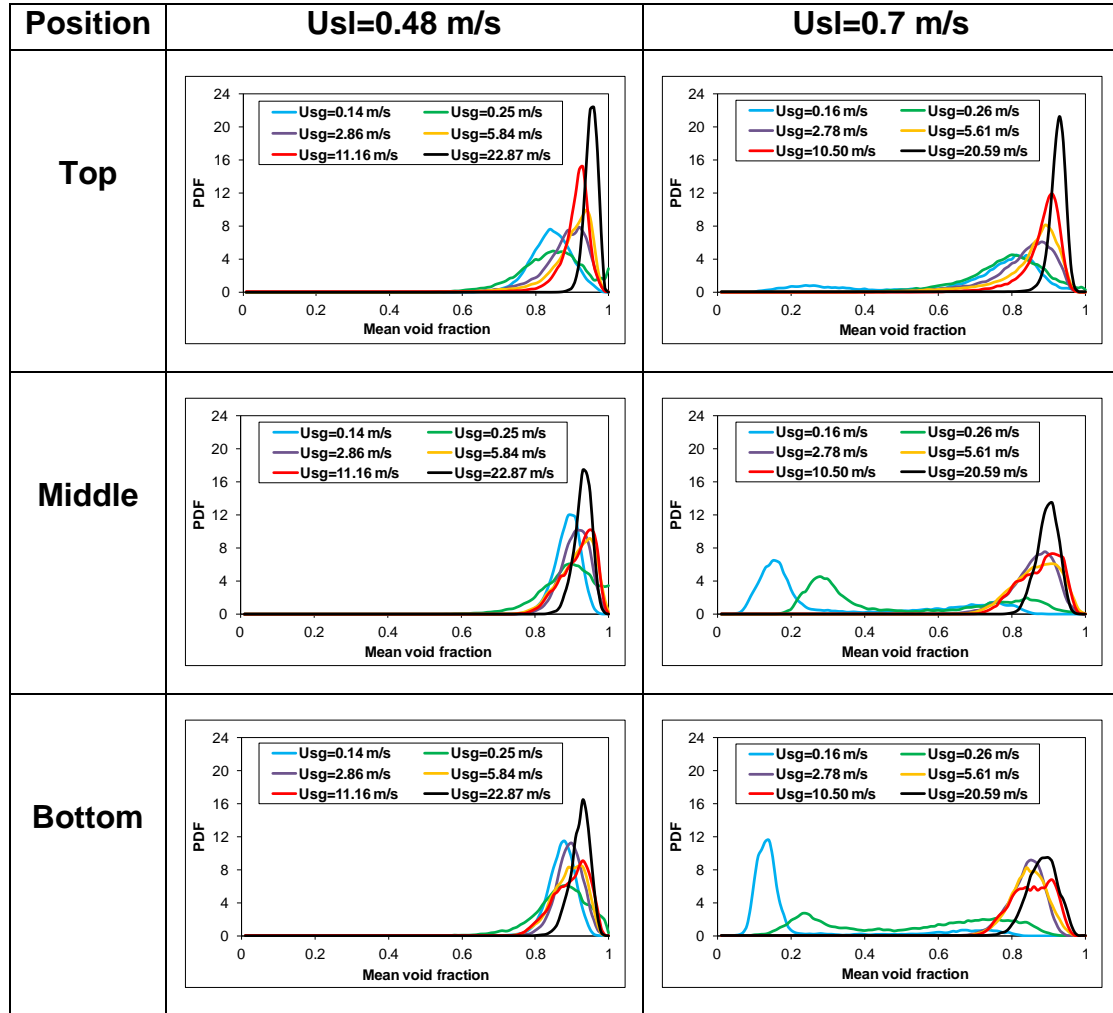 Position Usl=0.48 m/s Usl=0.7 m/s
Top
24
20
16
12
8
4
0
PDF
Usg=0.14 m/s Usg=0.25 m/s
Usg=2.86 m/s Usg=5.84 m/s
Usg=11.16 m/s Usg=22.87 m/s
0 0.2 0.4 0.6 0.8 1
Mean void fraction
24
20
16
12
8
4
0
PDF
Usg=0.16 m/s Usg=0.26 m/s
Usg=2.78 m/s Usg=5.61 m/s
Usg=10.50 m/s Usg=20.59 m/s
0 0.2 0.4 0.6 0.8 1
Mean void fraction
Middle
24
20
16
12
8
4
0
PDF
Usg=0.14 m/s Usg=0.25 m/s
Usg=2.86 m/s Usg=5.84 m/s
Usg=11.16 m/s Usg=22.87 m/s
0 0.2 0.4 0.6 0.8 1
Mean void fraction
24
20
16
12
8
4
0
PDF
Usg=0.16 m/s Usg=0.26 m/s
Usg=2.78 m/s Usg=5.61 m/s
Usg=10.50 m/s Usg=20.59 m/s
0 0.2 0.4 0.6 0.8 1
Mean void fraction
Bottom
24
20
16
12
8
4
0
PDF
Usg=0.14 m/s Usg=0.25 m/s
Usg=2.86 m/s Usg=5.84 m/s
Usg=11.16 m/s Usg=22.87 m/s
0 0.2 0.4 0.6 0.8 1
Mean void fraction
24
20
16
12
8
4
0
PDF
Usg=0.16 m/s Usg=0.26 m/s
Usg=2.78 m/s Usg=5.61 m/s
Usg=10.50 m/s Usg=20.59 m/s
0 0.2 0.4 0.6 0.8 1
Mean void fraction